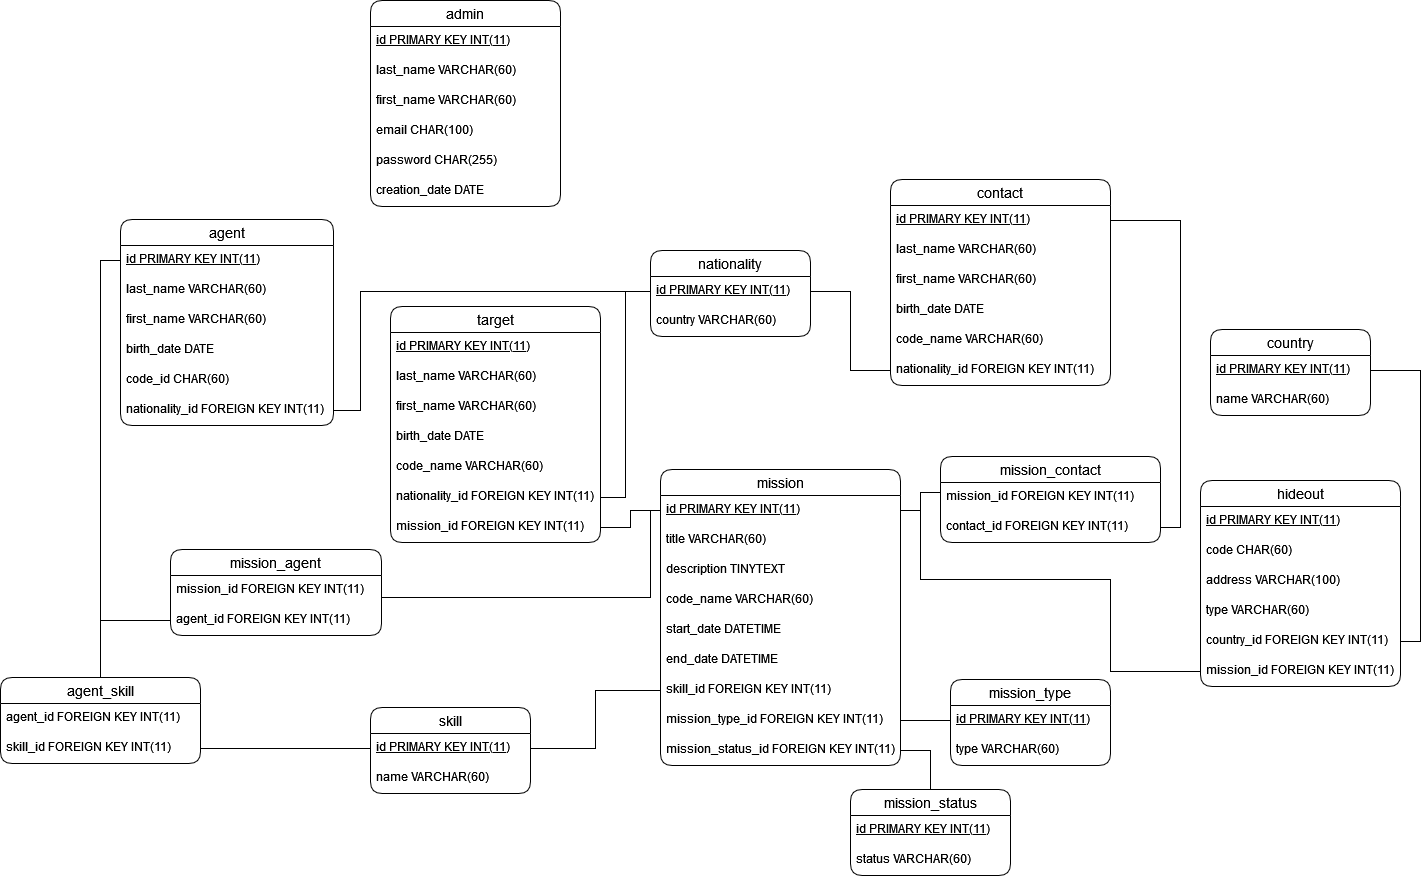 admin
id PRIMARY KEY INT(11)
last_name VARCHAR(60)
first_name VARCHAR(60)
email CHAR(100)
password CHAR(255)
creation_date DATE
agent
id PRIMARY KEY INT(11)
last_name VARCHAR(60)
first_name VARCHAR(60)
birth_date DATE
code_id CHAR(60)
nationality_id FOREIGN KEY INT(11)
target
id PRIMARY KEY INT(11)
last_name VARCHAR(60)
first_name VARCHAR(60)
birth_date DATE
code_name VARCHAR(60)
nationality_id FOREIGN KEY INT(11)
mission_id FOREIGN KEY INT(11)
nationality
id PRIMARY KEY INT(11)
country VARCHAR(60)
contact
id PRIMARY KEY INT(11)
last_name VARCHAR(60)
first_name VARCHAR(60)
birth_date DATE
code_name VARCHAR(60)
nationality_id FOREIGN KEY INT(11)
country
id PRIMARY KEY INT(11)
name VARCHAR(60)
mission_agent
mission_id FOREIGN KEY INT(11)
agent_id FOREIGN KEY INT(11)
mission
id PRIMARY KEY INT(11)
title VARCHAR(60)
description TINYTEXT
code_name VARCHAR(60)
start_date DATETIME
end_date DATETIME
skill_id FOREIGN KEY INT(11)
mission_type_id FOREIGN KEY INT(11)
mission_status_id FOREIGN KEY INT(11)
mission_contact
mission_id FOREIGN KEY INT(11)
contact_id FOREIGN KEY INT(11)
hideout
id PRIMARY KEY INT(11)
code CHAR(60)
address VARCHAR(100)
type VARCHAR(60)
country_id FOREIGN KEY INT(11)
mission_id FOREIGN KEY INT(11)
agent_skill
agent_id FOREIGN KEY INT(11)
skill_id FOREIGN KEY INT(11)
skill
id PRIMARY KEY INT(11)
name VARCHAR(60)
mission_type
id PRIMARY KEY INT(11)
type VARCHAR(60)
mission_status
id PRIMARY KEY INT(11)
status VARCHAR(60)